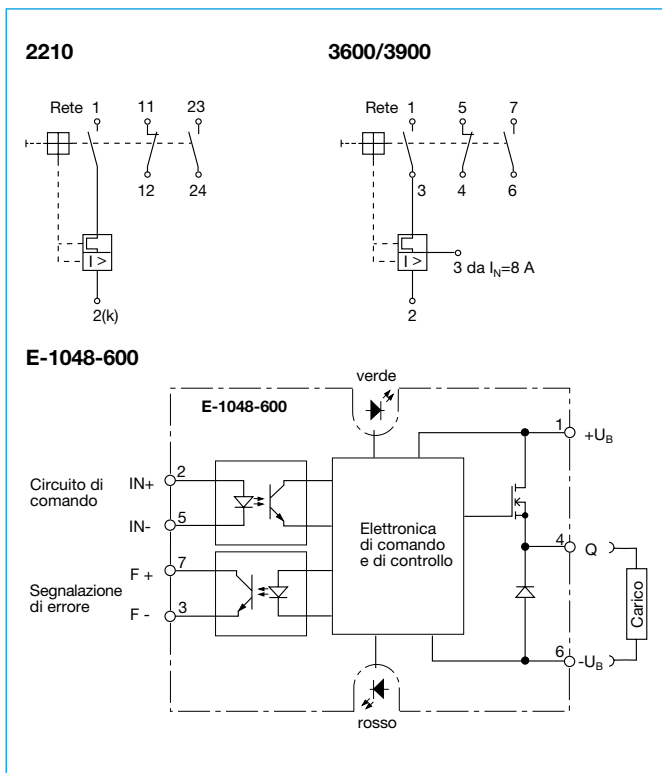 2210
3600/3900
Rete 1 11 23
12 24
I >
2(k)
Rete 1 5 7
3 4 6
I >
3 da IN=8 A
2
E-1048-600
verde
E-1048-600
1 +UB
Circuito di
comando
2 IN+
5 IN-
Elettronica
di comando
e di controllo
4 Q
Carico
Segnalazione
di errore
7 F +
3 F -
6 -UB
rosso